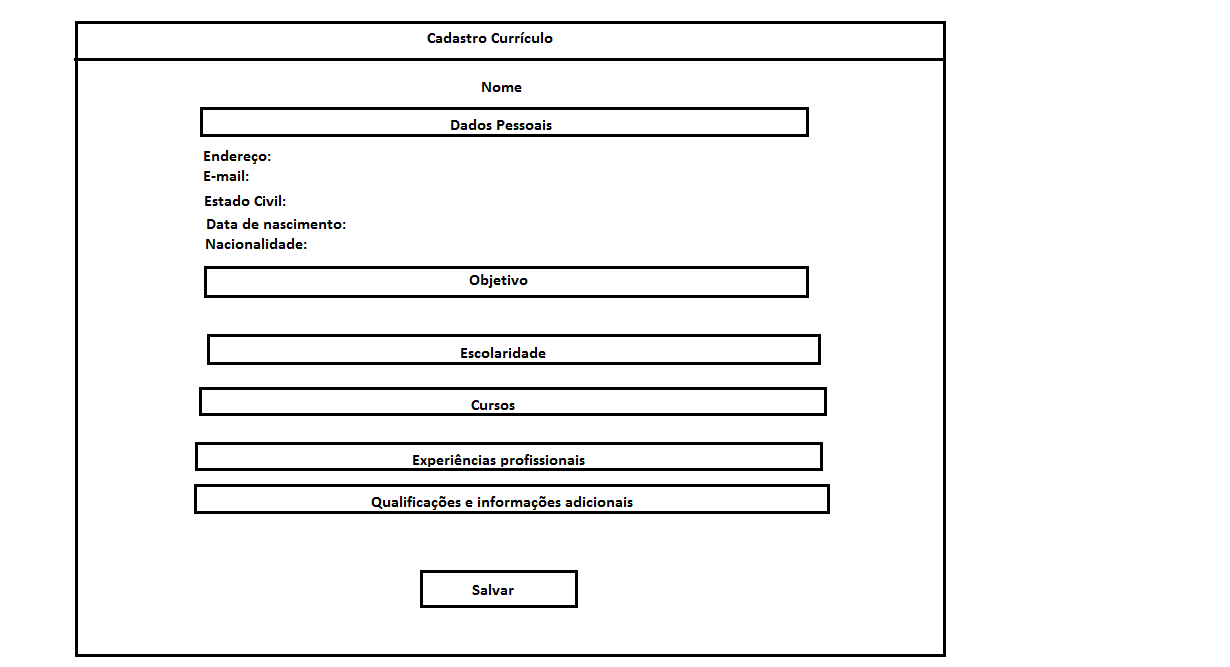 Cadastro Currículo
Nome
Dados Pessoais
Endereço:
E-mail:
Estado Civil:
Data de nascimento:
Nacionalidade:
Objetivo
Escolaridade
Cursos
Experiências profissionais
Qualificações e informações adicionais
Salvar